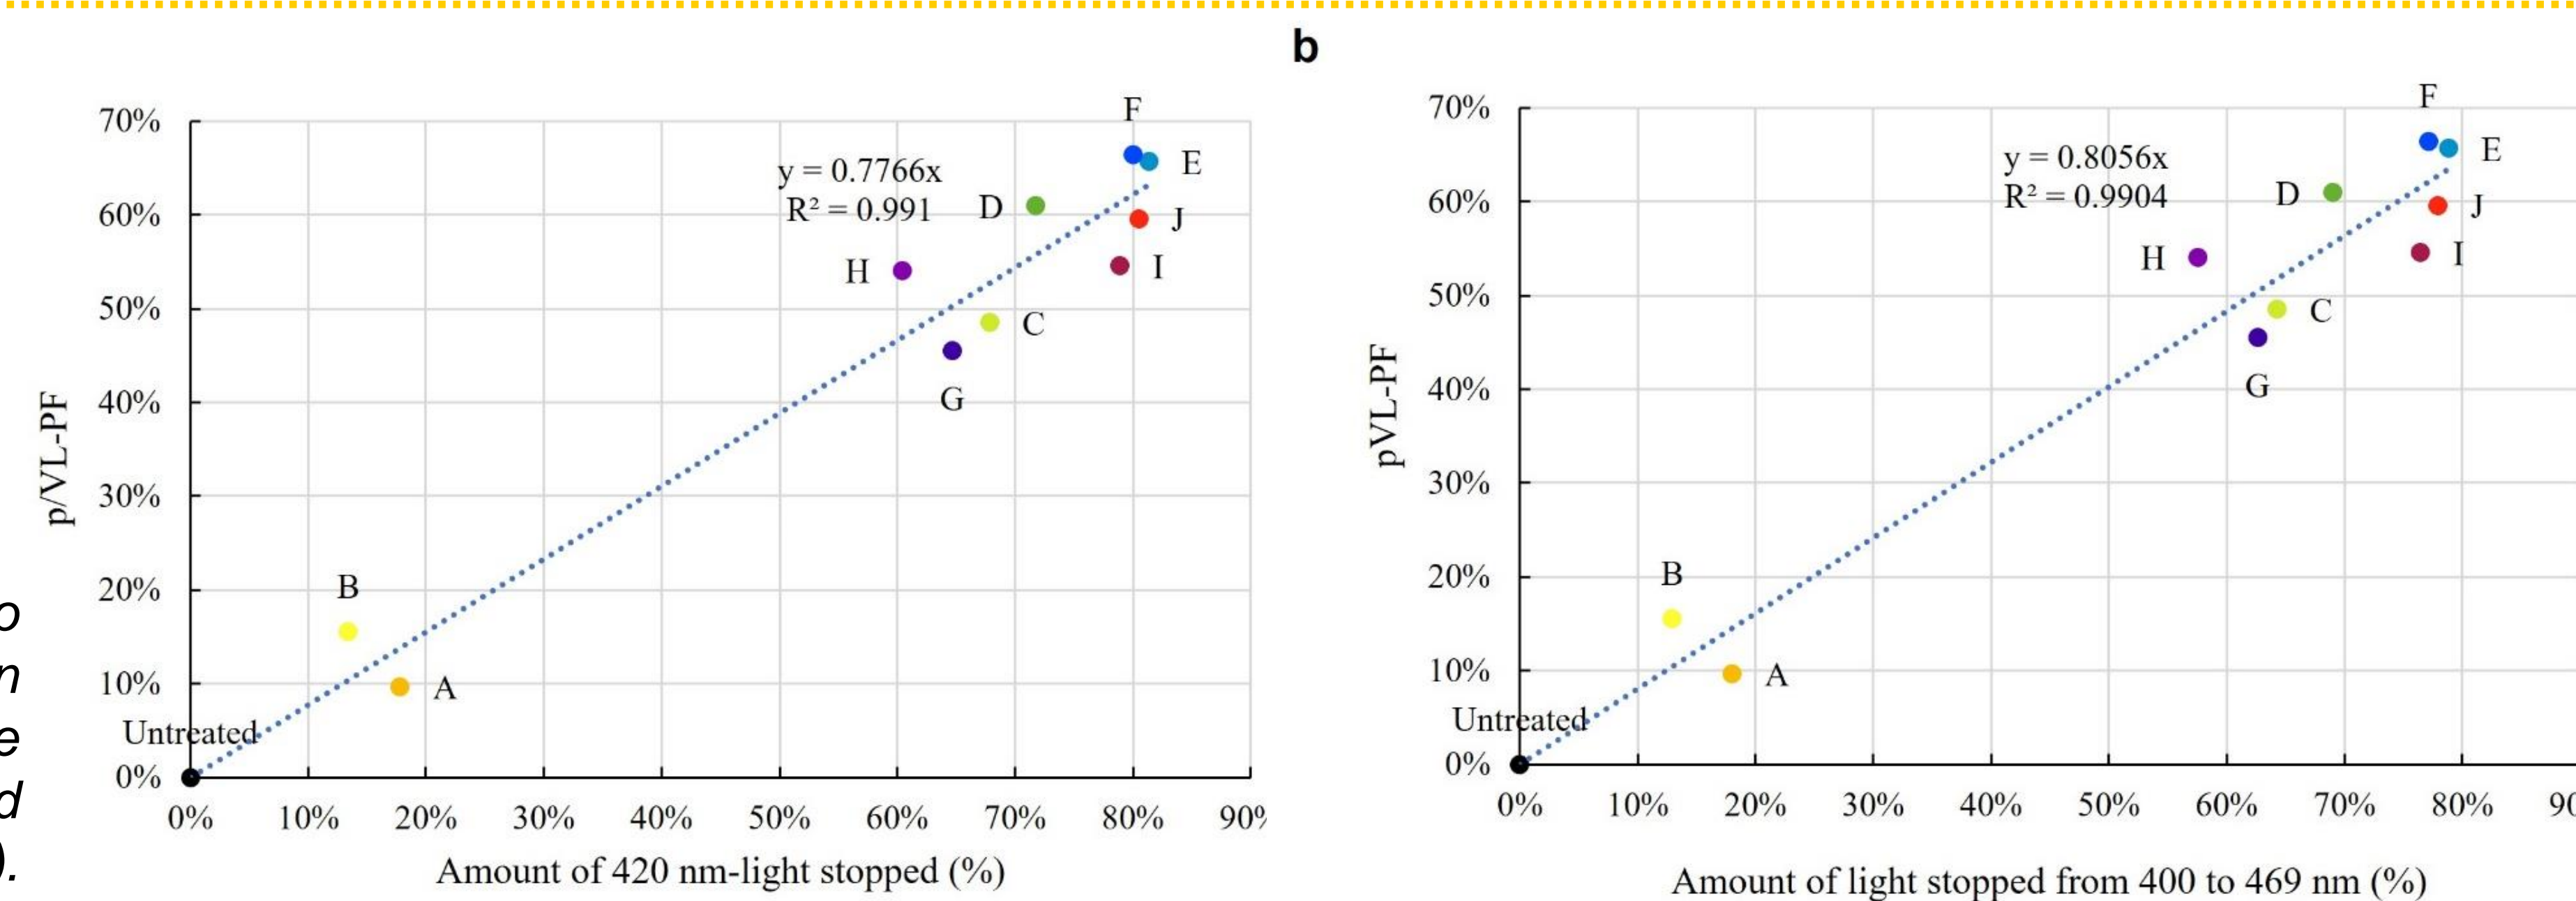 b
70%
60%
50%
40%
30%
20%
10%
0%
p/VL-PF
y = 0.7766x
R² = 0.991
F
E
D
J
H
I
C
G
B
A
Untreated
0% 10% 20% 30% 40% 50% 60% 70% 80% 90%
Amount of 420 nm-light stopped (%)
70%
60%
50%
40%
30%
20%
10%
0%
pVL-PF
y = 0.8056x
R² = 0.9904
F
E
D
J
H
I
C
G
B
A
Untreated
0% 10% 20% 30% 40% 50% 60% 70% 80% 90
Amount of light stopped from 400 to 469 nm (%)
o
n
e
d
).